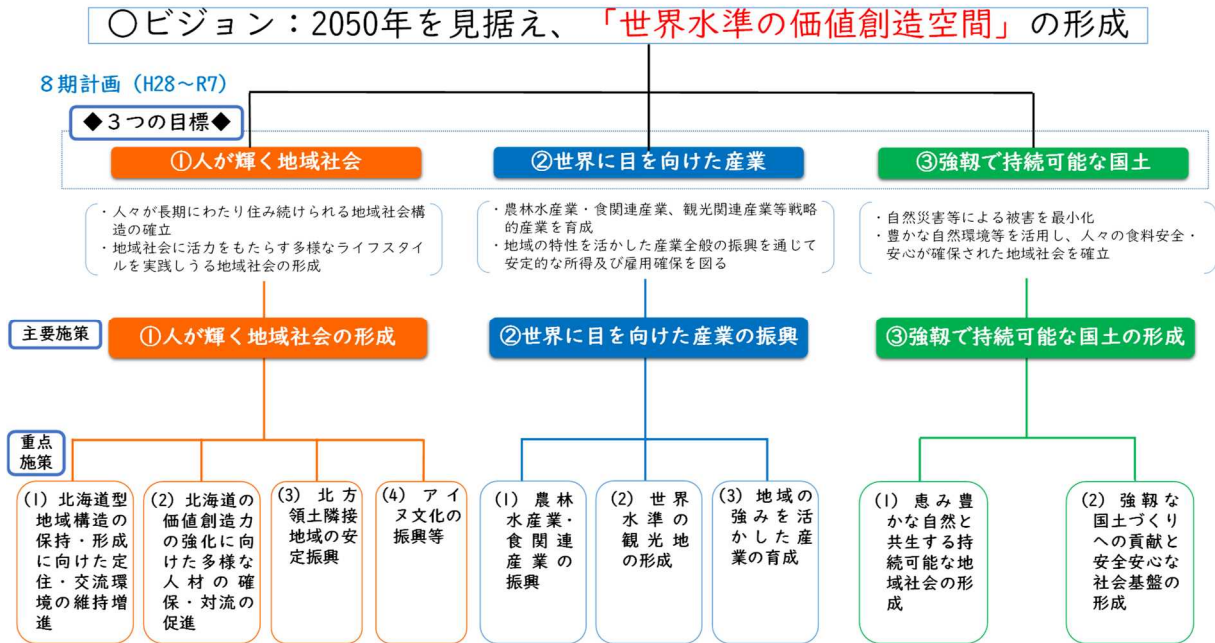 〇ビジョン：2050年を見据え、「世界水準の価値創造空間」の形成
８期計画（H28～R7）
◆３つの目標◆
①人が輝く地域社会
②世界に目を向けた産業
③強靱で持続可能な国土
・人々が長期にわたり住み続けられる地域社会構
造の確立
・地域社会に活力をもたらす多様なライフスタイ
ルを実践しうる地域社会の形成
・農林水産業・食関連産業、観光関連産業等戦略
的産業を育成
・地域の特性を活かした産業全般の振興を通じて
安定的な所得及び雇用確保を図る
・自然災害等による被害を最小化
・豊かな自然環境等を活用し、人々の食料安全・
安心が確保された地域社会を確立
主要施策
①人が輝く地域社会の形成
②世界に目を向けた産業の振興
③強靱で持続可能な国土の形成
重点
施策
(1) 北海道型
地域構造の
保持・形成
に向けた定
住・交流環
境の維持増
進
(2) 北海道の
価値創造力
の強化に向
けた多様な
人材の確
保・対流の
促進
(3) 北方
領土隣接
地域の安
定振興
(4) アイ
ヌ文化の
振興等
(1) 農林
水産業・
食関連
産業の
振興
(2) 世界
水準の
観光地
の形成
(3) 地域の
強みを活
かした産
業の育成
(1) 恵み豊
かな自然と
共生する持
続可能な地
域社会の形
成
(2) 強靱な
国土づくり
への貢献と
安全安心な
社会基盤の
形成